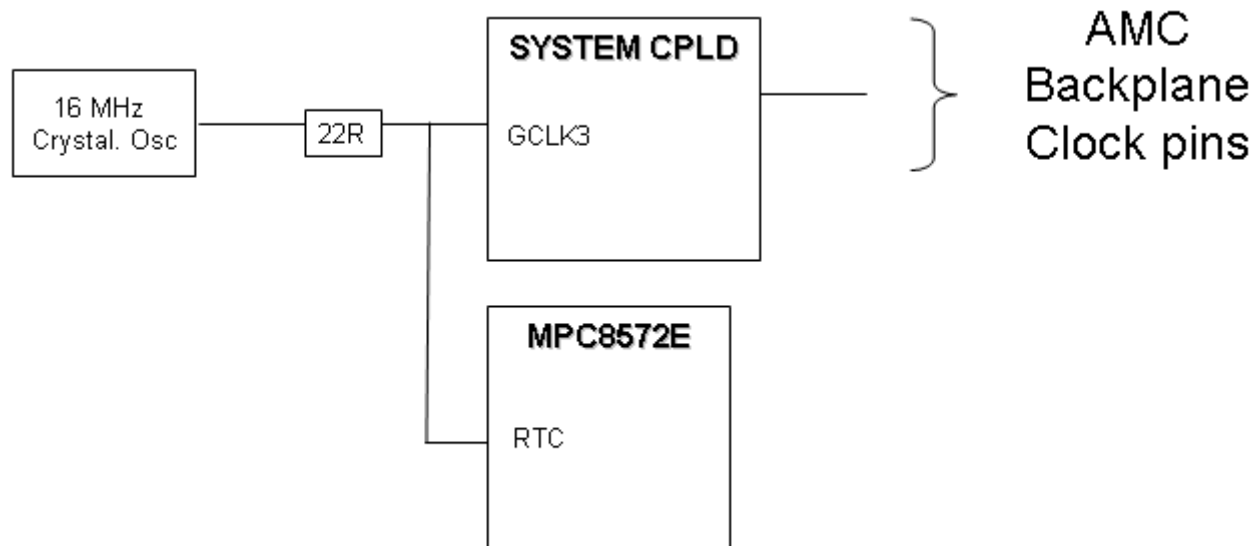 16 MHz
Crystal. Osc
22R
SYSTEM CPLD
GCLK3
AMC
Backplane
Clock pins
MPC8572E
RTC